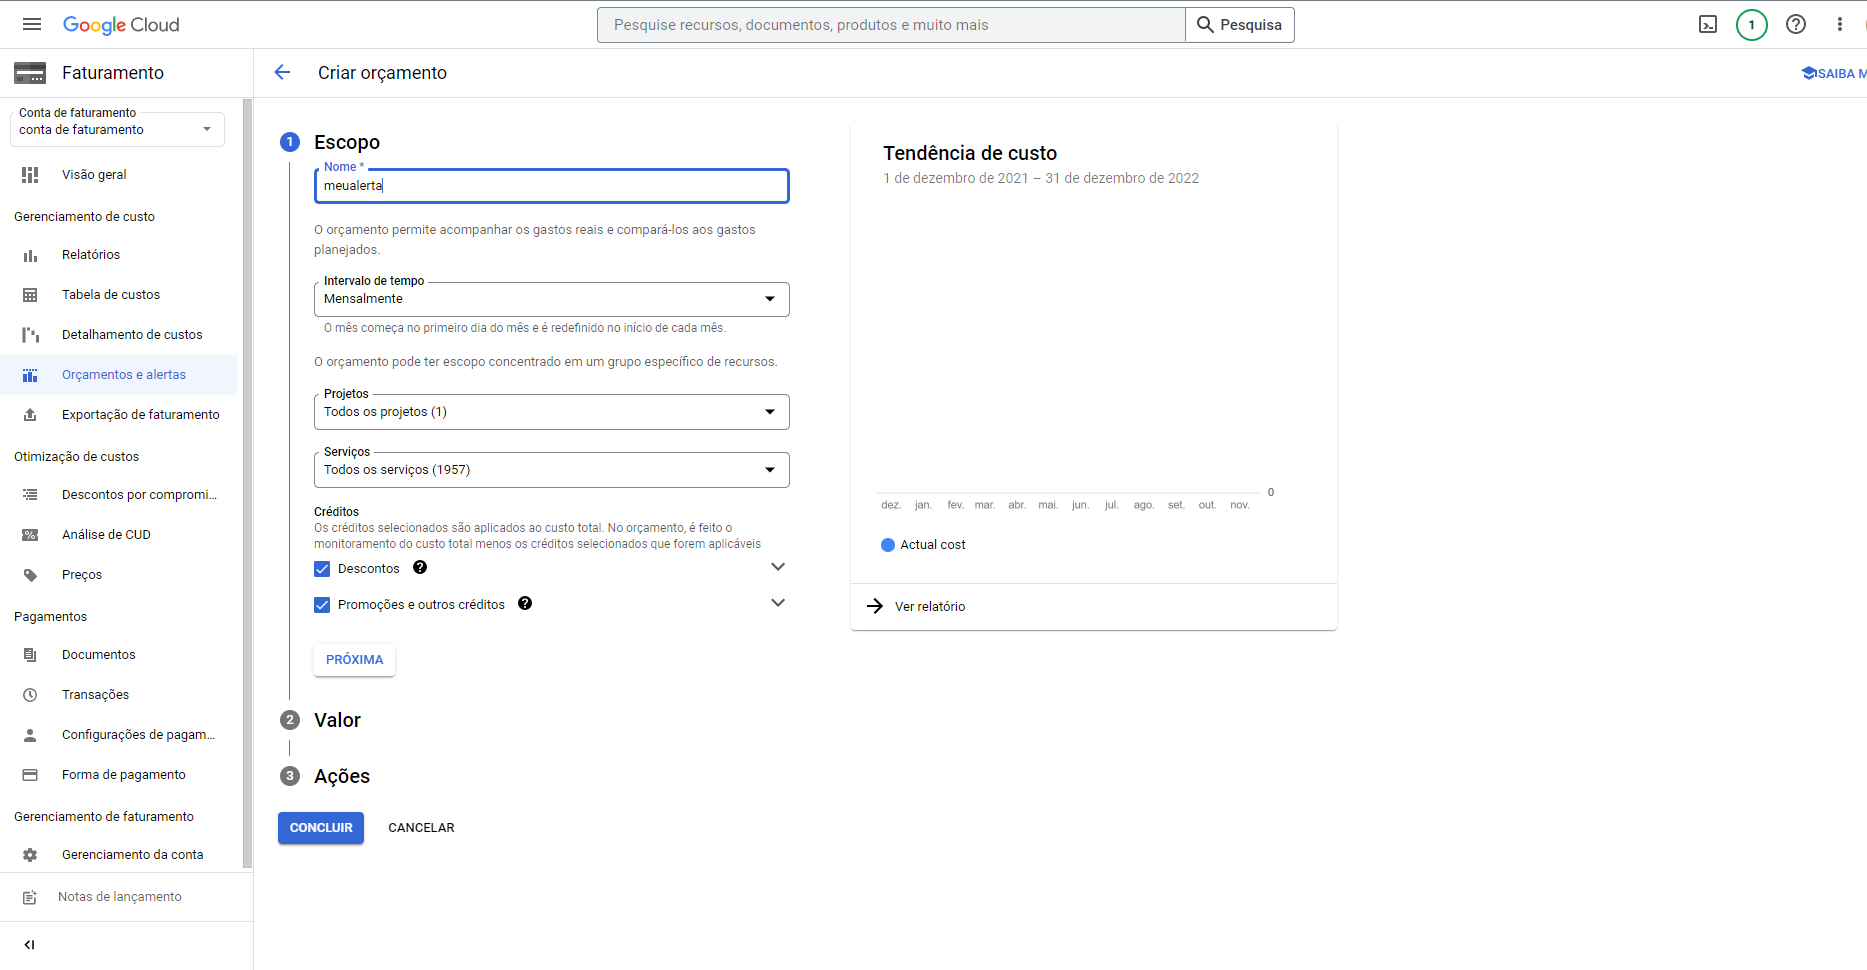 Google Cloud
Pesquise recursos, documentos, produtos e muito mais
Pesquisa
1
Faturamento
Criar orçamento
SAIBA M
Conta de faturamento
conta de faturamento
Visão geral
Gerenciamento de custo
Relatórios
Tabela de custos
Detalhamento de custos
Orçamentos e alertas
Exportação de faturamento
Otimização de custos
Descontos por compromi...
Análise de CUD
Preços
Pagamentos
Documentos
Transações
Configurações de pagam...
Forma de pagamento
Gerenciamento de faturamento
Gerenciamento da conta
Notas de lançamento
1 Escopo
Nome *
meualerta
O orçamento permite acompanhar os gastos reais e compará-los aos gastos
planejados.
Intervalo de tempo
Mensalmente
O mês começa no primeiro dia do mês e é redefinido no início de cada mês.
O orçamento pode ter escopo concentrado em um grupo específico de recursos.
Projetos
Todos os projetos (1)
Serviços
Todos os serviços (1957)
Créditos
Os créditos selecionados são aplicados ao custo total. No orçamento, é feito o
monitoramento do custo total menos os créditos selecionados que forem aplicáveis
Descontos ?
Promoções e outros créditos ?
PRÓXIMA
2 Valor
3 Ações
CONCLUIR CANCELAR
Tendência de custo
1 de dezembro de 2021 – 31 de dezembro de 2022
0
dez. jan. fev. mar. abr. mai. jun. jul. ago. set. out. nov.
Actual cost
Ver relatório